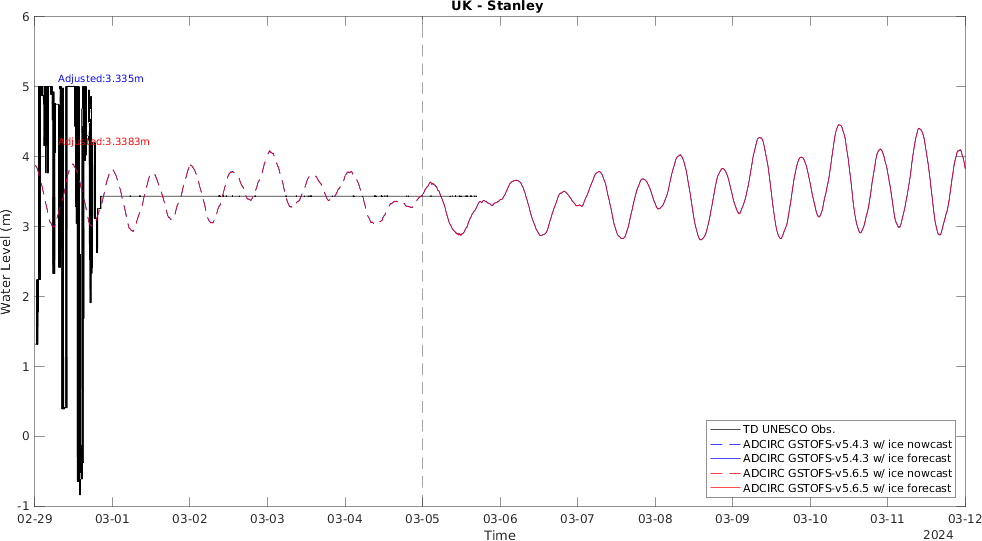 UK - Stanley
6
5
4
3
2
1
0
-1
Water Level (m)
Adjusted:3.335m
Adjusted:3.3383m
TD UNESCO Obs.
ADCIRC GSTOFS-v5.4.3 w/ ice nowcast
ADCIRC GSTOFS-v5.4.3 w/ ice forecast
ADCIRC GSTOFS-v5.6.5 w/ ice nowcast
ADCIRC GSTOFS-v5.6.5 w/ ice forecast
02-29 03-01 03-02 03-03 03-04 03-05 03-06 03-07 03-08 03-09 03-10 03-11 03-12
Time
2024